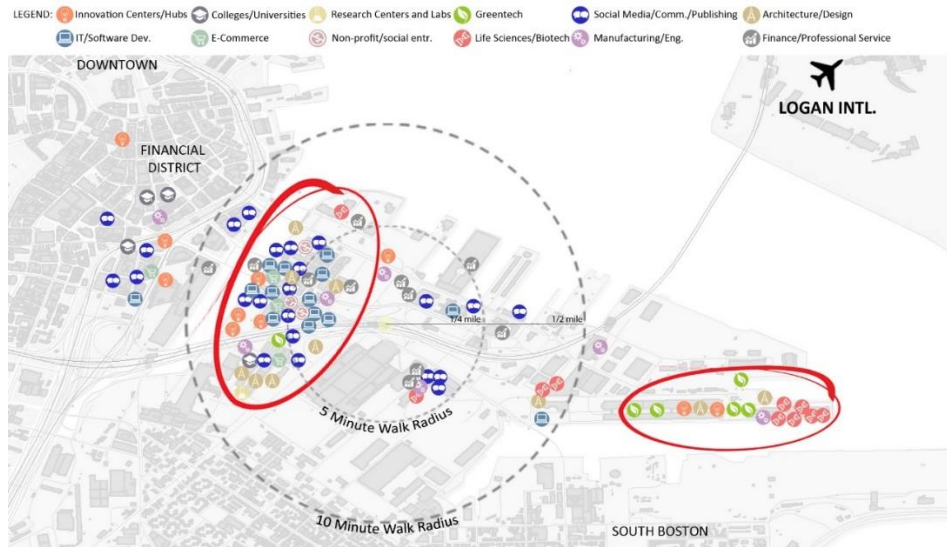 LEGEND: Innovation Centers/Hubs Colleges/Universities Research Centers and Labs Greentech Social Media/Comm./Publishing Architecture/Design
IT/Software Dev. E-Commerce Non-profit/social entr. Life Sciences/Biotech Manufacturing/Eng. Finance/Professional Service
DOWNTOWN
LOGAN INTL.
FINANCIAL
DISTRICT
1/4 mile
1/2 mile
5 Minute Walk Radius
10 Minute Walk Radius
SOUTH BOSTON